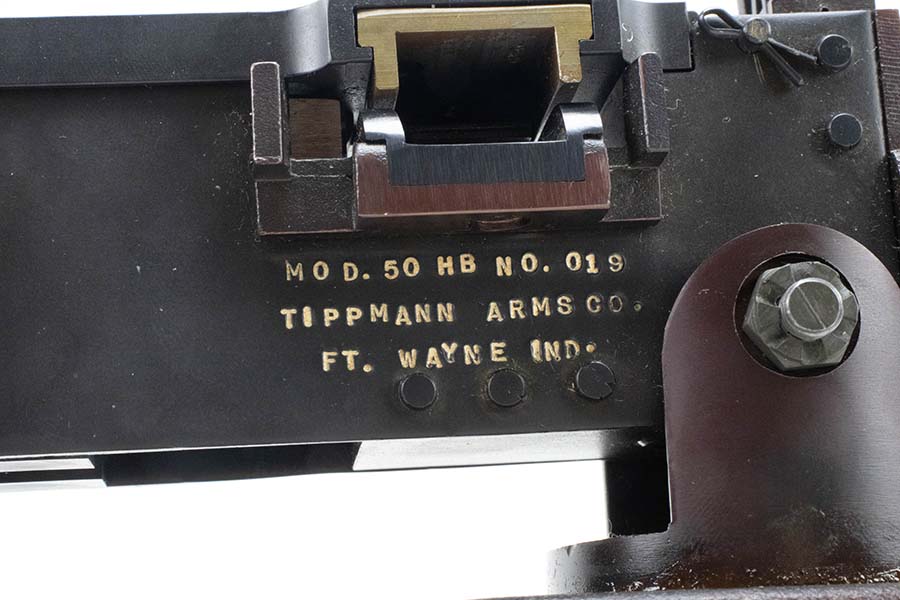 MOD. 50 HB NO. 019
TIPPMANN ARMS CO.
FT. WAYNE IND.